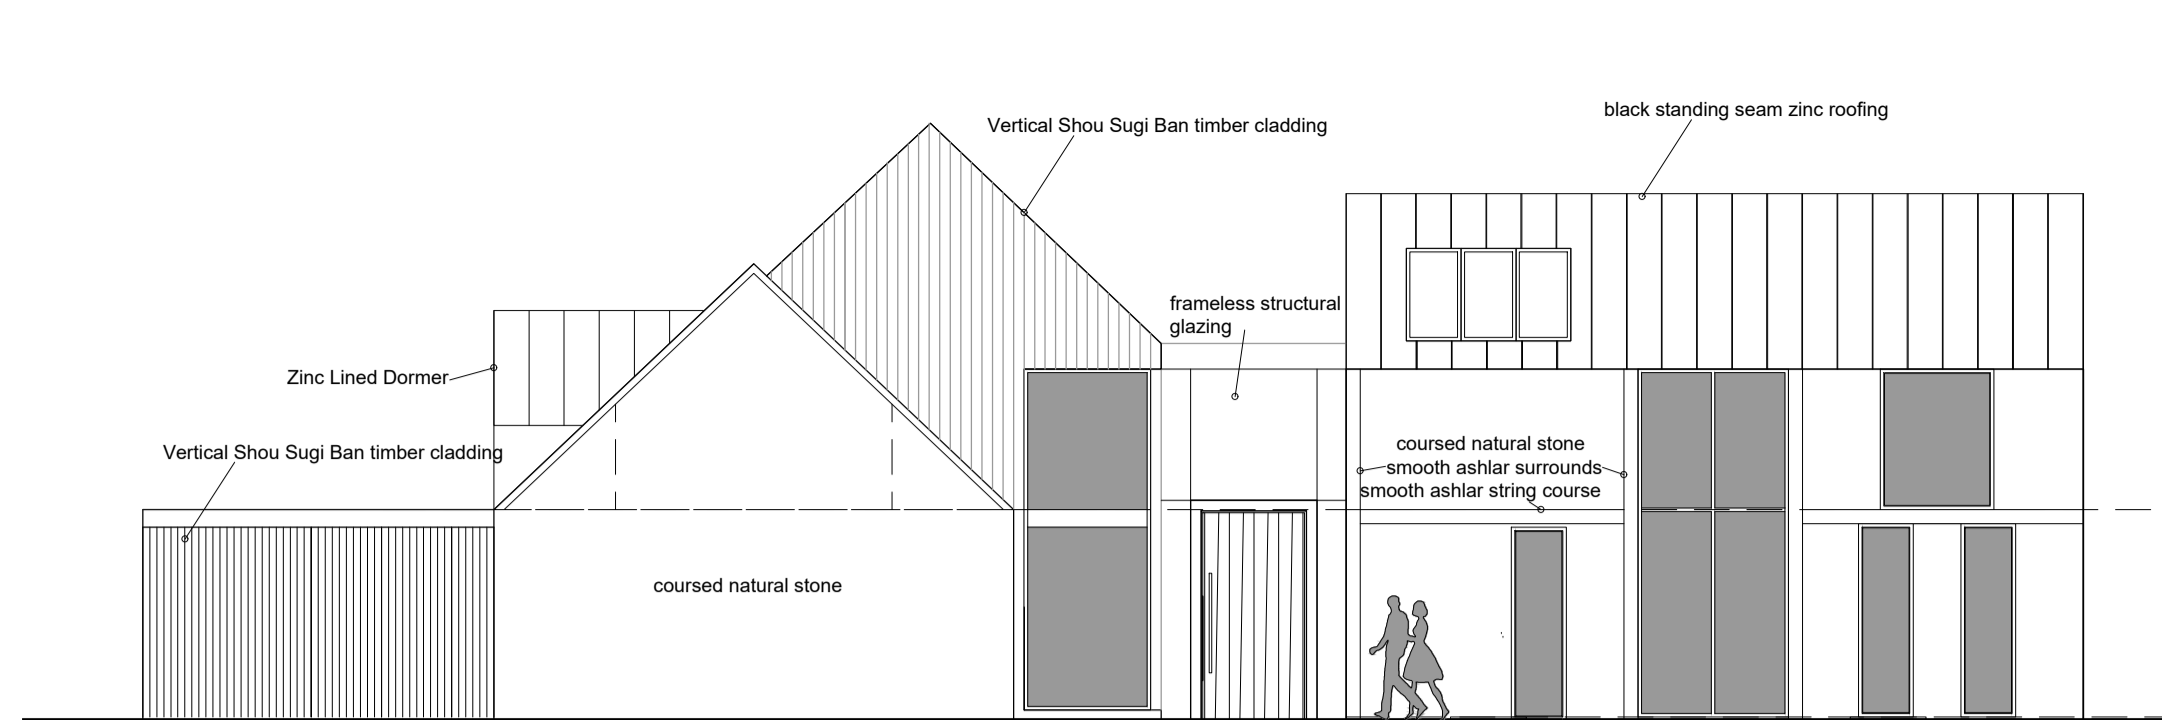 black standing seam zinc roofing
Vertical Shou Sugi Ban timber cladding
frameless structural
glazing
Zinc Lined Dormer
Vertical Shou Sugi Ban timber cladding
coursed natural stone
smooth ashlar surrounds
smooth ashlar string course
coursed natural stone